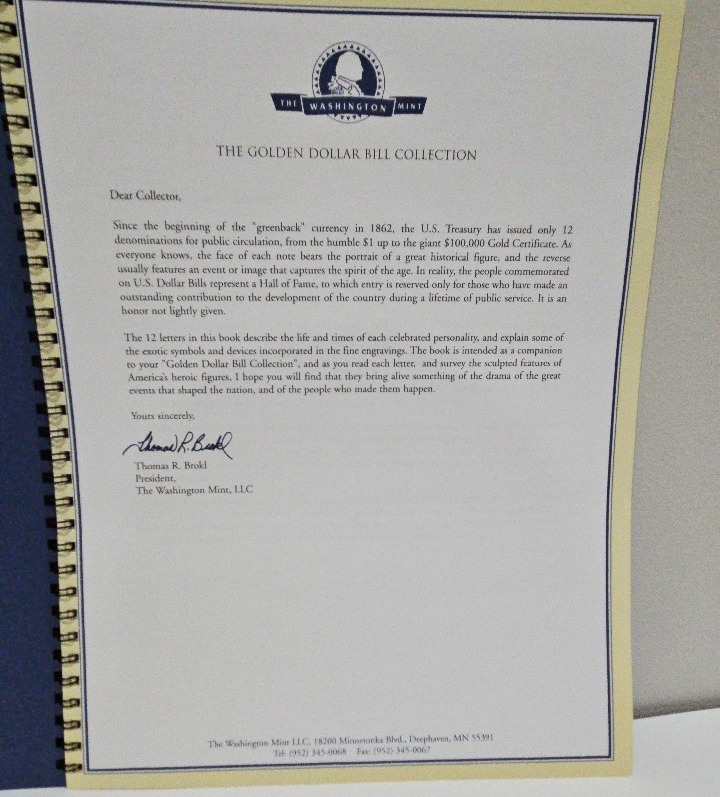 THE WASHINGTON MINT
THE GOLDEN DOLLAR BILL COLLECTION
Dear Collector,
Since the beginning of the "greenback" currency in 1862, the U.S. Treasury has issued only 12
denominations for public circulation, from the humble $1 up to the giant $100,000 Gold Certificate. As
everyone knows, the face of each note bears the portrait of a great historical figure, and the reverse
usually features an event or image that captures the spirit of the age. In reality, the people commemorated
on U.S. Dollar Bills represent a Hall of Fame, to which entry is reserved only for those who have made an
outstanding contribution to the development of the country during a lifetime of public service. It is an
honor not lightly given.
The 12 letters in this book describe the life and times of each celebrated personality, and explain some of
the exotic symbols and devices incorporated in the fine engravings. The book is intended as a companion
to your "Golden Dollar Bill Collection", and as you read each letter, and survey the sculpted features of
America's heroic figures, I hope you will find that they bring alive something of the drama of the great
events that shaped the nation, and of the people who made them happen.
Yours sincerely,
Thomas R. Brokl
Thomas R. Brokl
President,
The Washington Mint, LLC
The Washington Mint LLC, 18200 Minnetonka Blvd., Deephaven, MN 55391
Tel: (952) 345-0068 Fax: (952) 345-0067